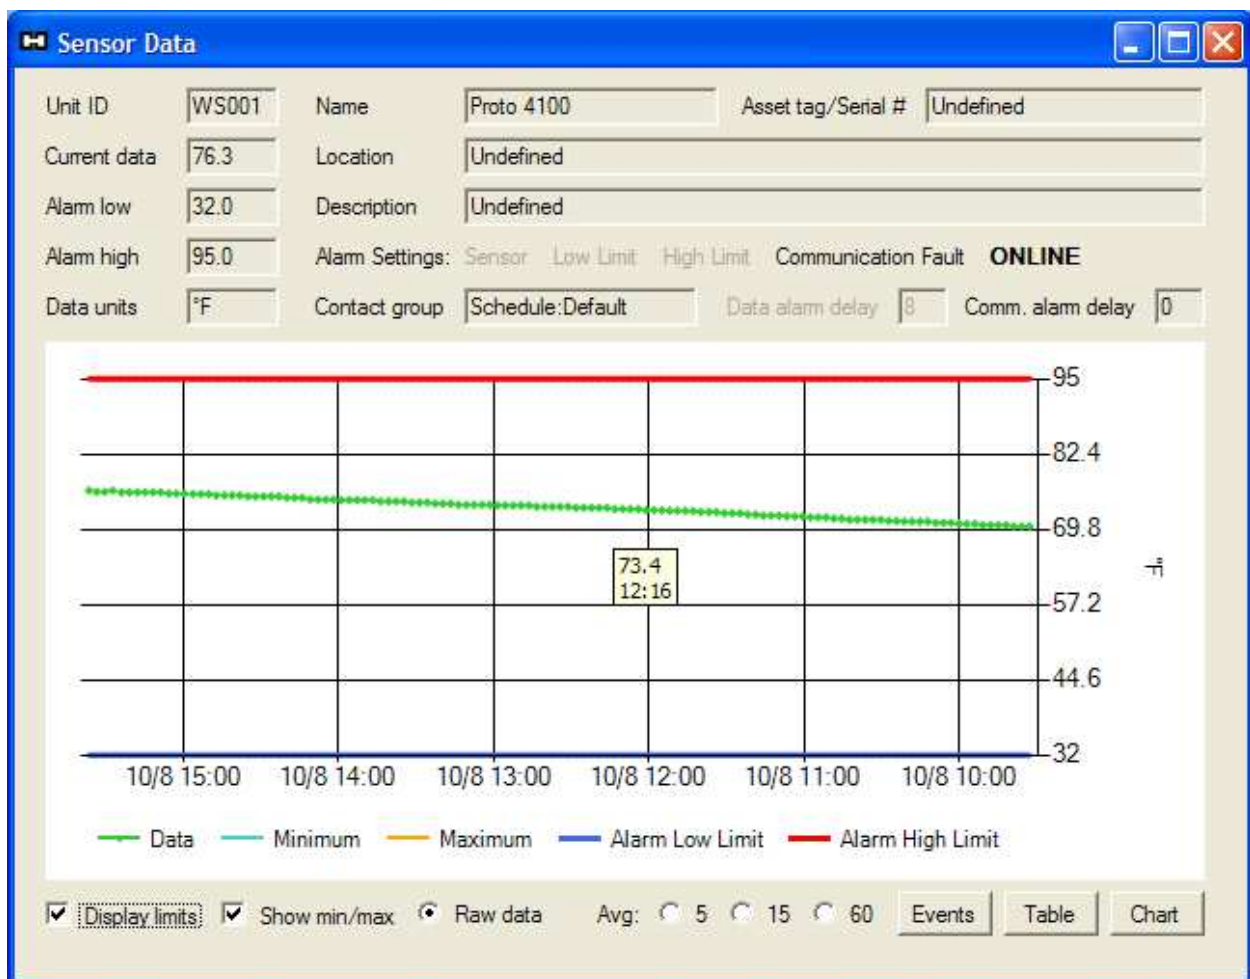 Sensor Data
Unit ID WS001 Name Proto 4100 Asset tag/Serial # Undefined
Current data 76.3 Location Undefined
Alarm low 32.0 Description Undefined
Alarm high 95.0 Alarm Settings: Sensor Low Limit High Limit Communication Fault ONLINE
Data units °F Contact group Schedule:Default Data alarm delay 8 Comm. alarm delay 0
95
82.4
69.8
73.4
12:16
°F
57.2
44.6
32
10/8 15:00 10/8 14:00 10/8 13:00 10/8 12:00 10/8 11:00 10/8 10:00
Data Minimum Maximum Alarm Low Limit Alarm High Limit
Display limits Show min/max Raw data Avg: 5 15 60 Events Table Chart